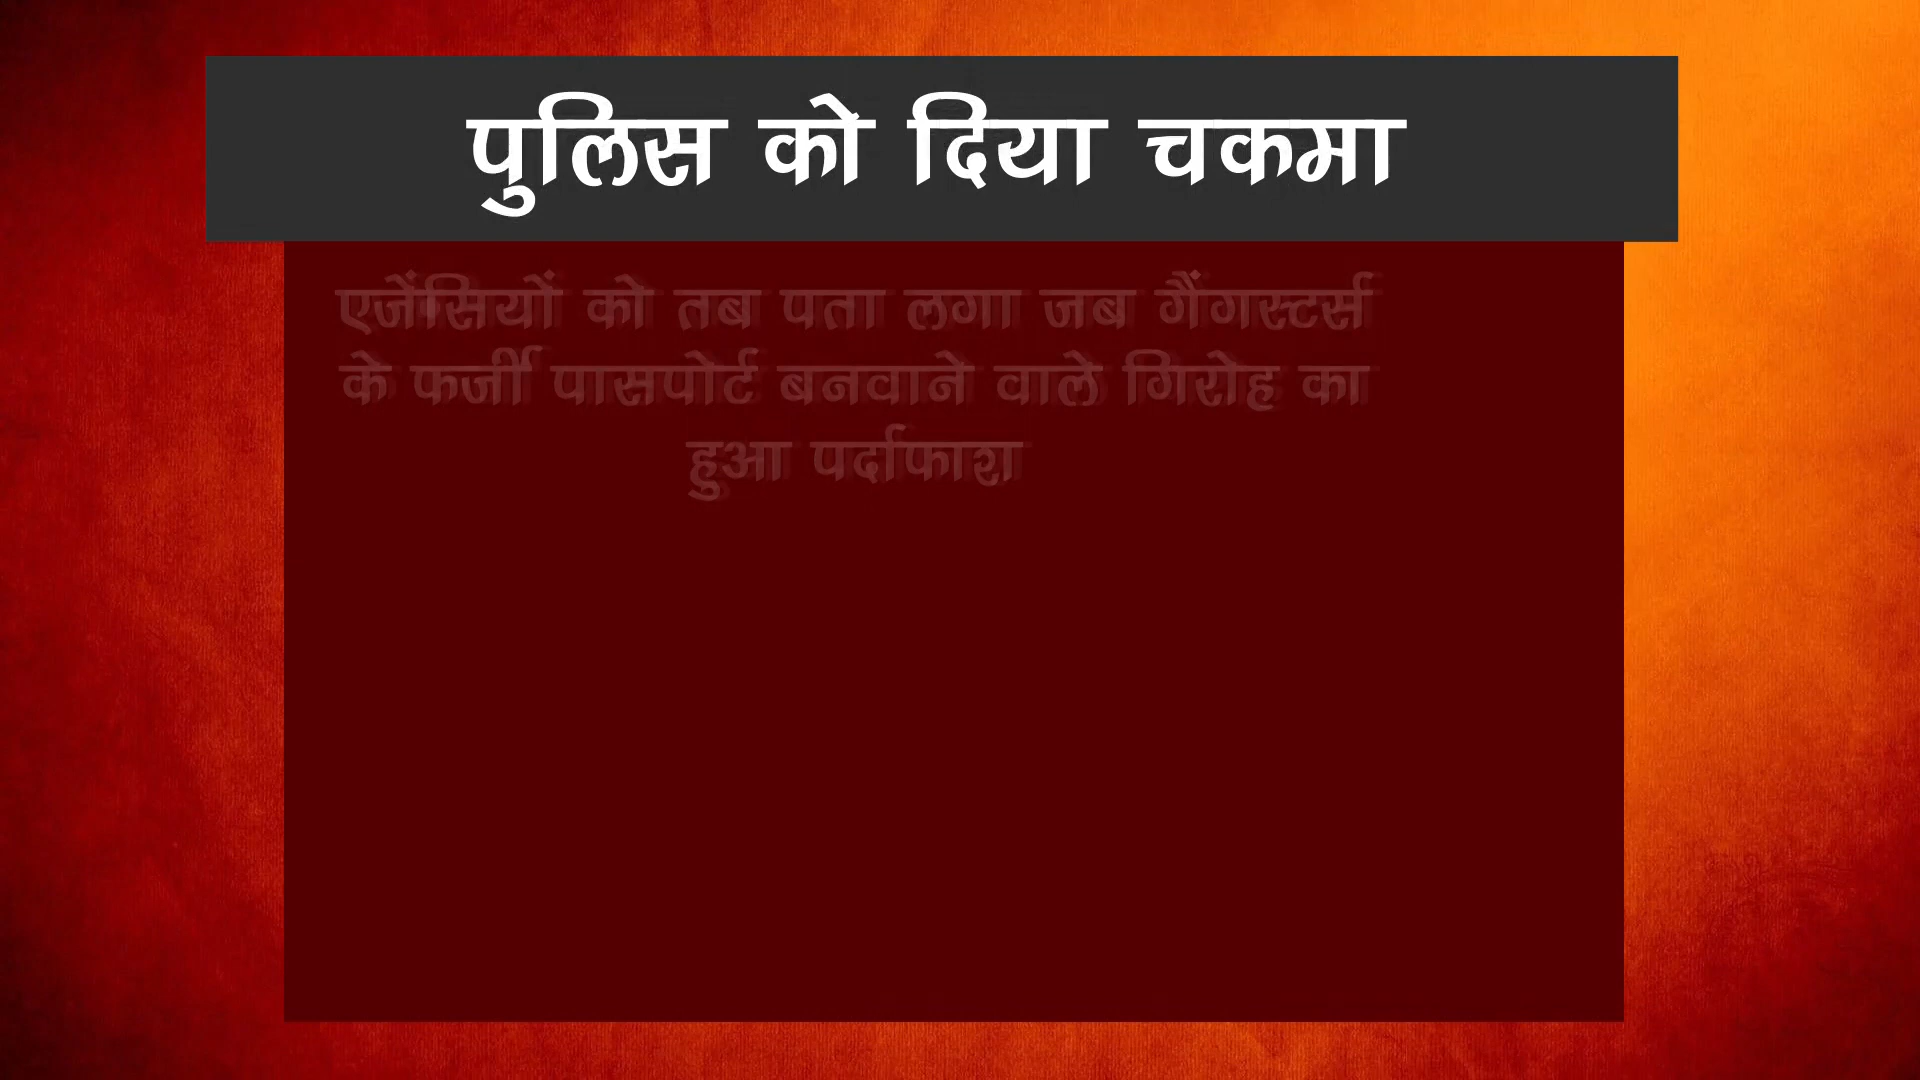 पुलिस को दिया चकमा
एजेंसियों को तब पता लगा जब गैंगस्टर्स
के फर्जी पासपोर्ट बनवाने वाले गिरोह का
हुआ पर्दाफाश